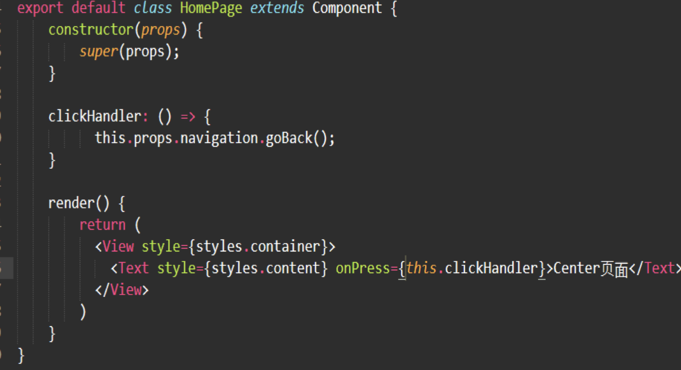 export default class HomePage extends Component {
constructor(props) {
super(props);
}
clickHandler: () => {
this.props.navigation.goBack();
}
render() {
return (
<View style={styles.container}>
<Text style={styles.content} onPress={this.clickHandler}>Center页面</Text>
</View>
)
}
}